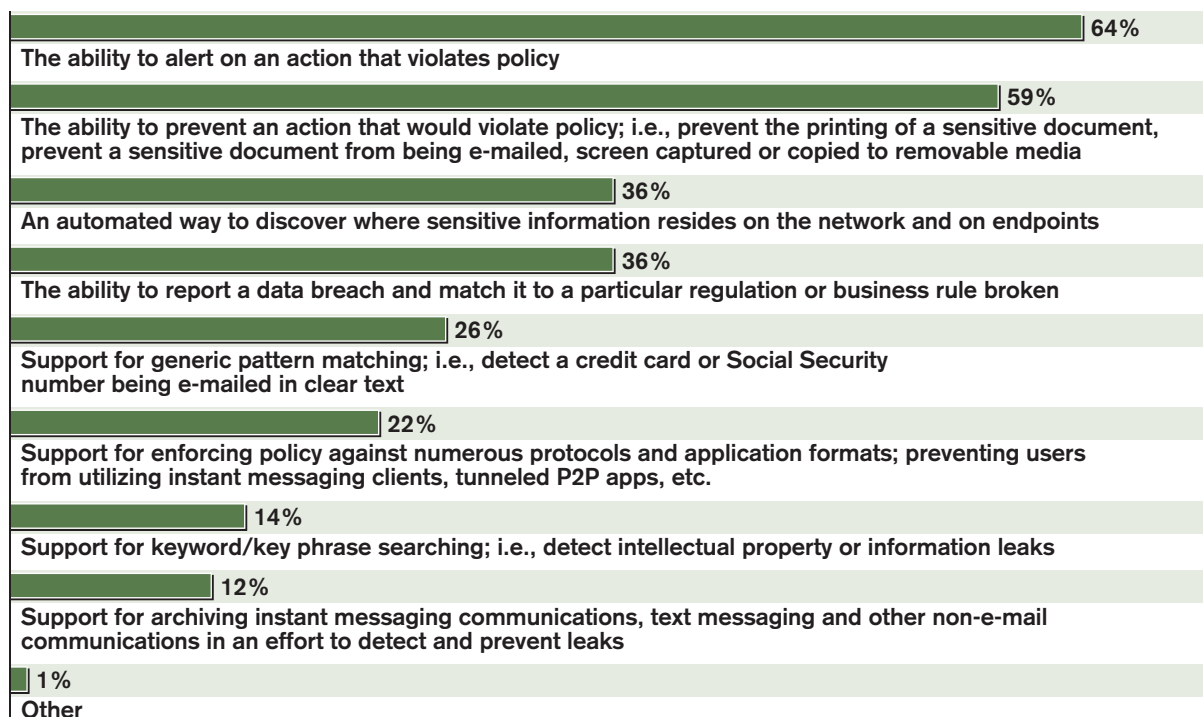 64%
The ability to alert on an action that violates policy
59%
The ability to prevent an action that would violate policy; i.e., prevent the printing of a sensitive document,
prevent a sensitive document from being e-mailed, screen captured or copied to removable media
36%
An automated way to discover where sensitive information resides on the network and on endpoints
36%
The ability to report a data breach and match it to a particular regulation or business rule broken
26%
Support for generic pattern matching; i.e., detect a credit card or Social Security
number being e-mailed in clear text
22%
Support for enforcing policy against numerous protocols and application formats; preventing users
from utilizing instant messaging clients, tunneled P2P apps, etc.
14%
Support for keyword/key phrase searching; i.e., detect intellectual property or information leaks
12%
Support for archiving instant messaging communications, text messaging and other non-e-mail
communications in an effort to detect and prevent leaks
1%
Other